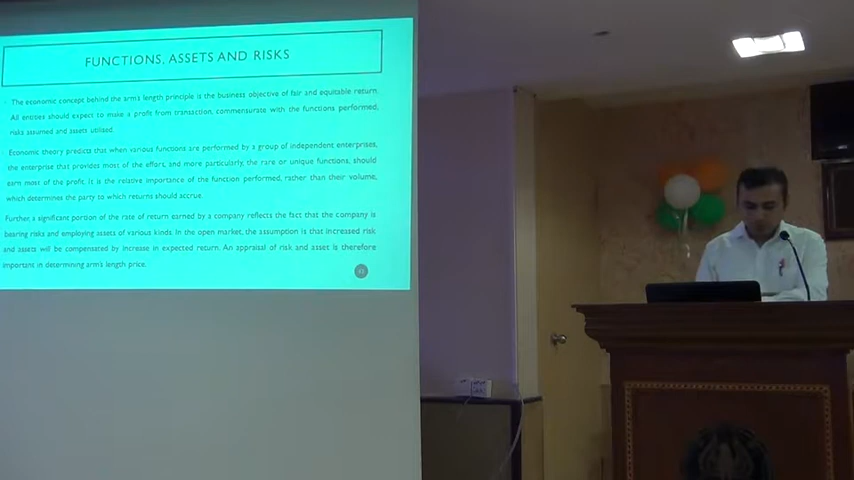 FUNCTIONS, ASSETS AND RISKS
The economic concept behind the arm's length principle is the business objective of fair and equitable return.
All entities should expect to make a profit from transaction, commensurate with the functions performed,
risks assumed and assets utilised.
Economic theory predicts that when various functions are performed by a group of independent enterprises,
the enterprise that provides most of the effort, and more particularly, the rare or unique functions, should
earn most of the profit. It is the relative importance of the function performed, rather than their volume,
which determines the party to which returns should accrue.
Further, a significant portion of the rate of return earned by a company reflects the fact that the company is
bearing risks and employing assets of various kinds. In the open market, the assumption is that increased risk
and assets will be compensated by increase in expected return. An appraisal of risk and asset is therefore
important in determining arm's length price.